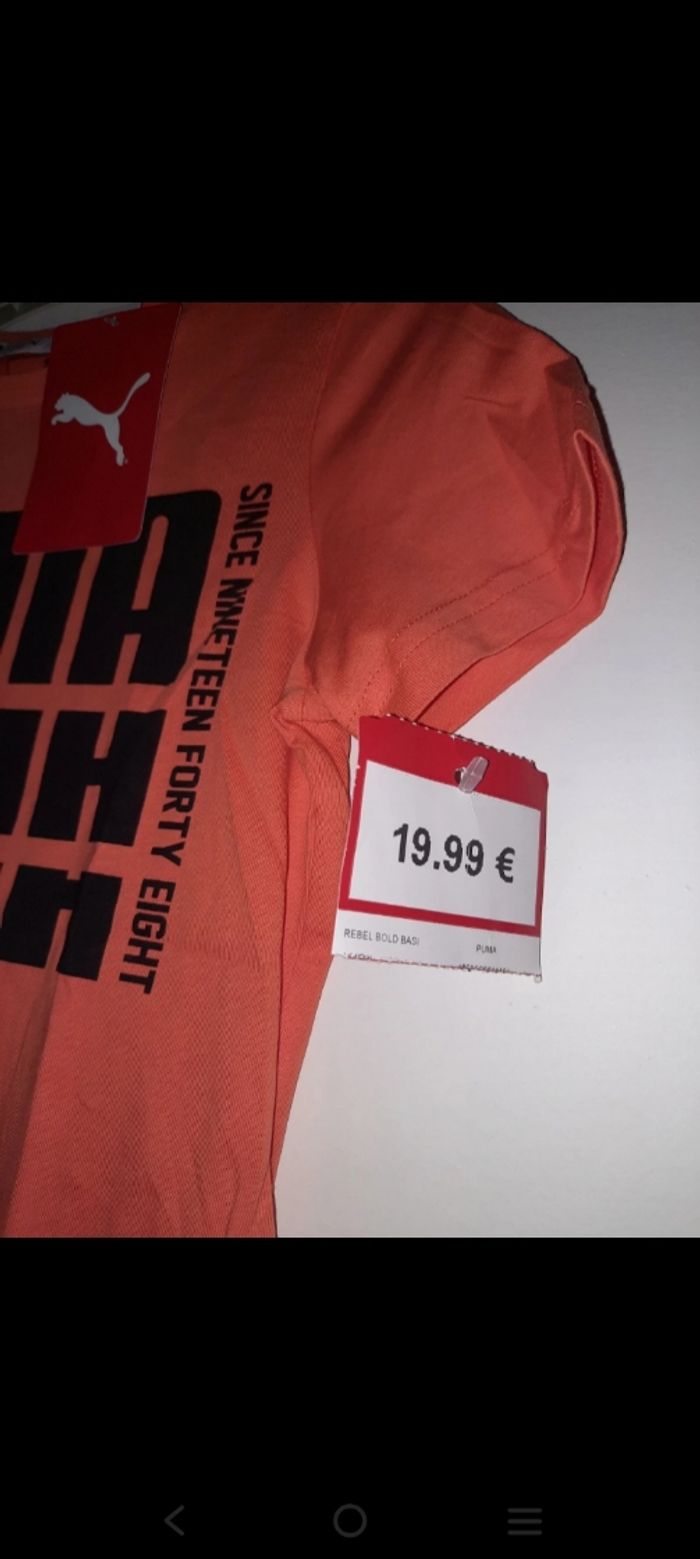 SINCE NINETEEN FORTY EIGHT
19.99 €
REBEL BOLD BASI
PUMA